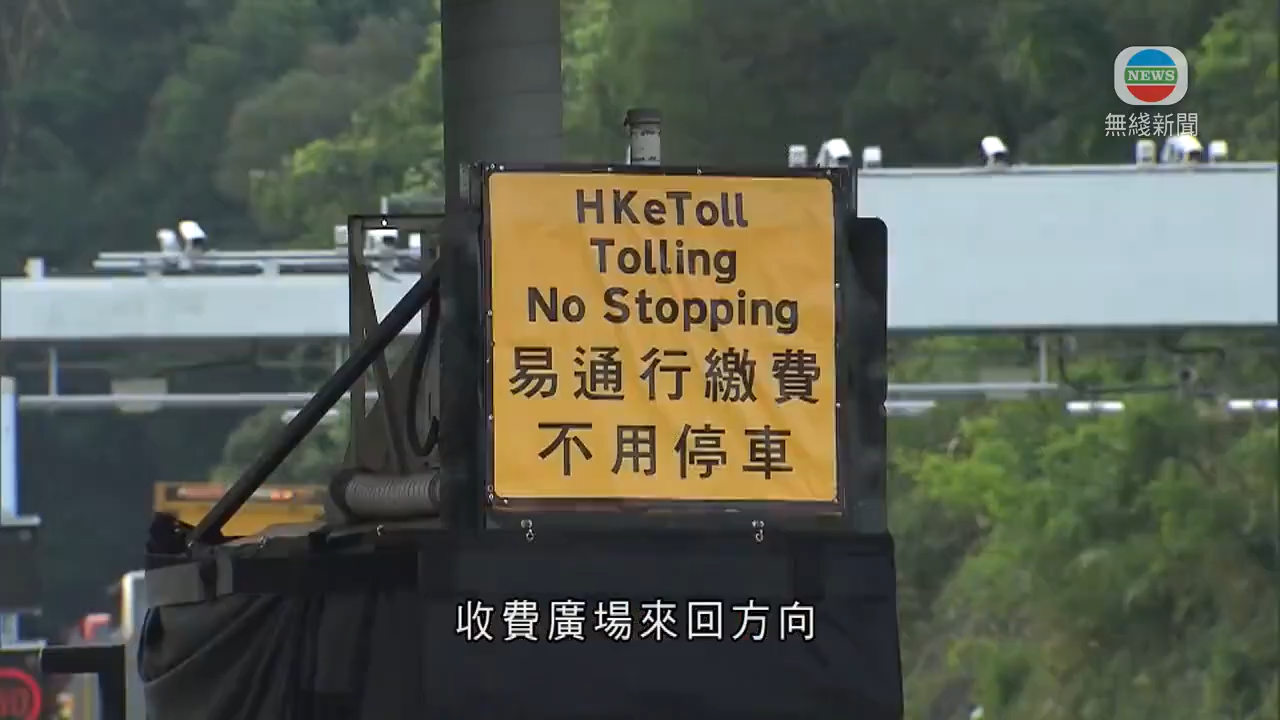 NEWS
無綫新聞
HKeToll
Tolling
No Stopping
易通行繳費
不用停車
收費廣場來回方向